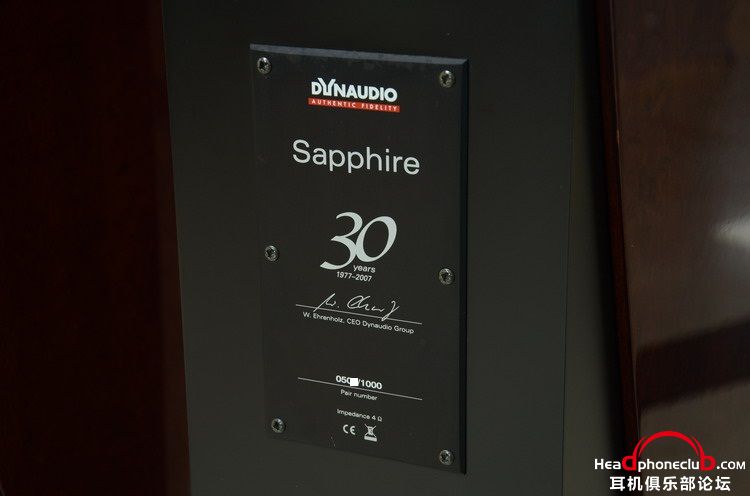 DYNAUDIO
AUTHENTIC FIDELITY
Sapphire
30
years
1977-2007
W. Ehrenholz, CEO Dynaudio Group
/1000
Pair number
Impedance 4 Ω
CE
HeadphonecluB.COM
耳机俱乐部论坛